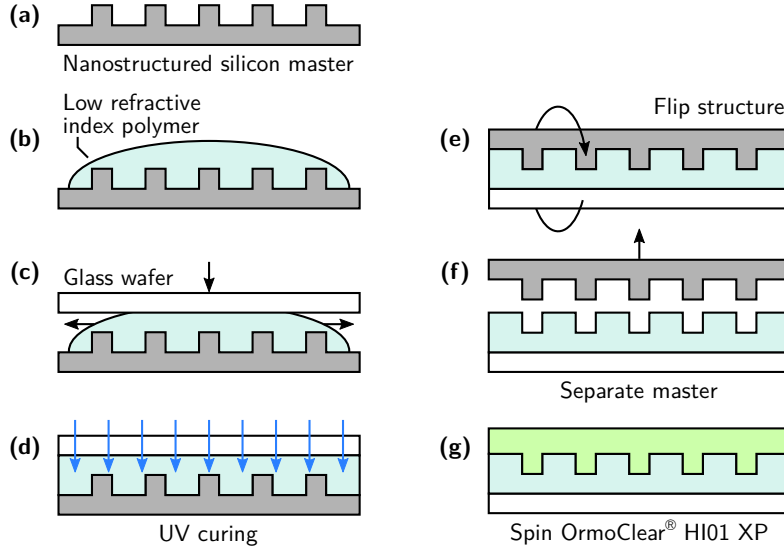 (a)
Nanostructured silicon master
Low refractive
index polymer
(b)
(c)
Glass wafer
(d)
UV curing
Flip structure
(e)
(f)
Separate master
(g)
Spin OrmoClear® HI01 XP